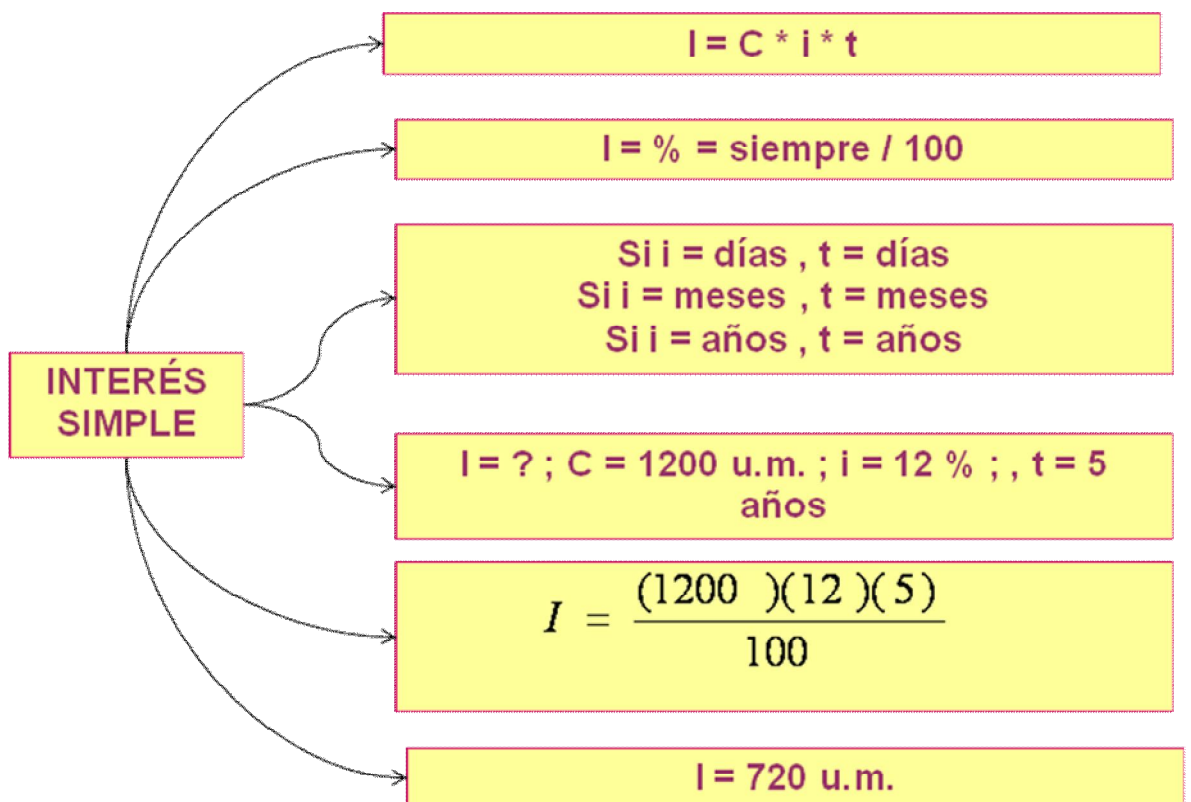 I = C * i * t
I = % = siempre / 100
Si i = días , t = días
Si i = meses , t = meses
Si i = años , t = años
INTERÉS
SIMPLE
I = ? ; C = 1200 u.m. ; i = 12 % ; , t = 5
años
I = (1200 )(12 )( 5)
100
I = 720 u.m.